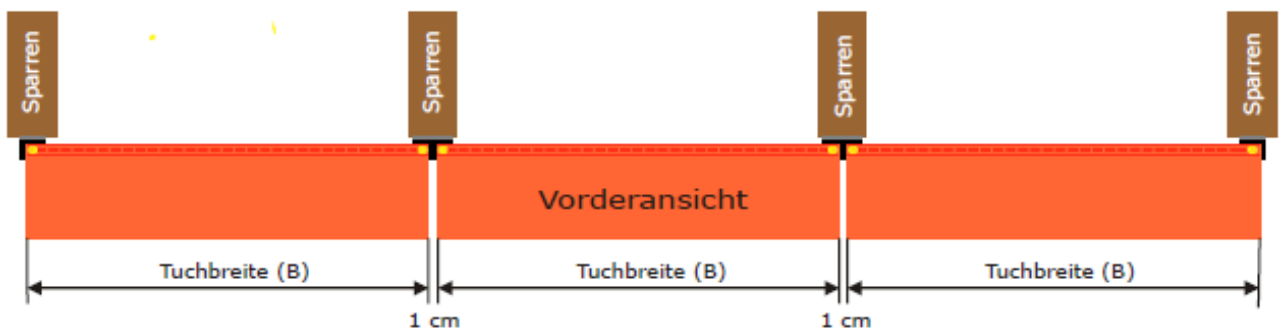 Sparren
Sparren
Sparren
Sparren
Vorderansicht
Tuchbreite (B)
Tuchbreite (B)
Tuchbreite (B)
1 cm
1 cm